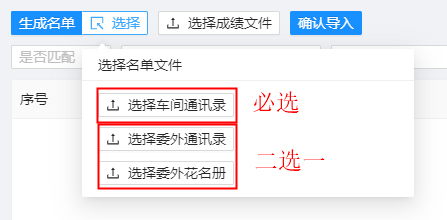 生成名单 选择 选择成绩文件 确认导入
是否匹配
选择名单文件
序号
选择车间通讯录 必选
选择委外通讯录
二选一
选择委外花名册